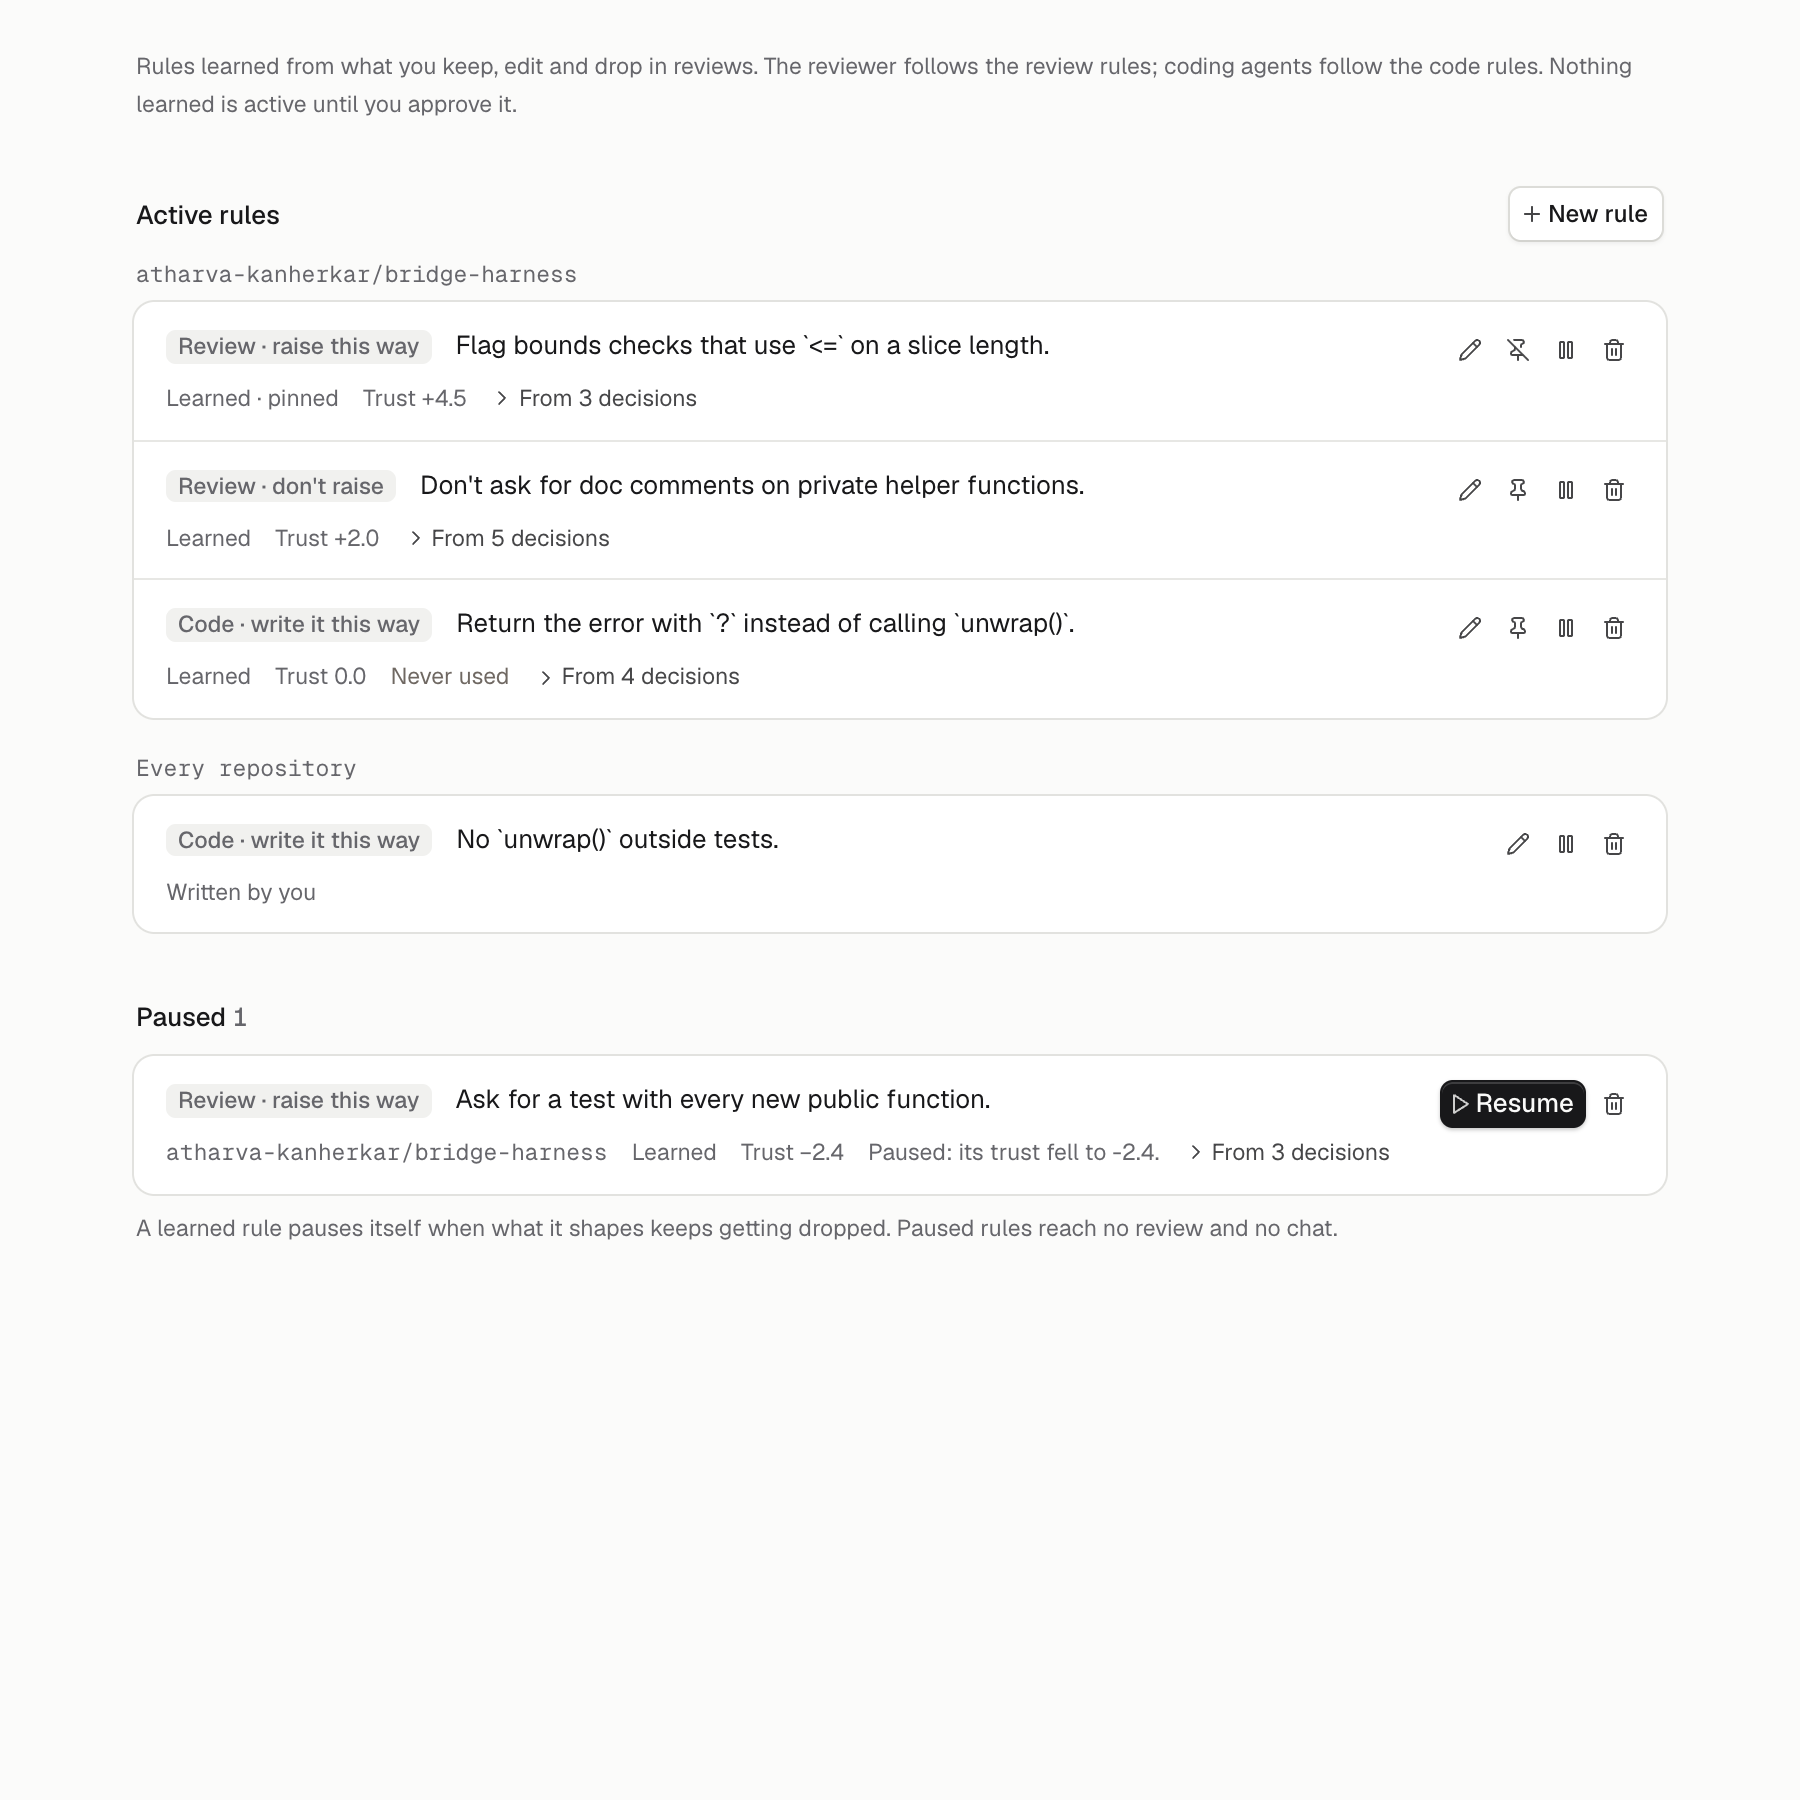 Rules learned from what you keep, edit and drop in reviews. The reviewer follows the review rules; coding agents follow the code rules. Nothing
learned is active until you approve it.
Active rules
+ New rule
atharva-kanherkar/bridge-harness
Review · raise this way Flag bounds checks that use `<=` on a slice length.
Learned · pinned Trust +4.5 > From 3 decisions
Review · don't raise Don't ask for doc comments on private helper functions.
Learned Trust +2.0 > From 5 decisions
Code · write it this way Return the error with `?` instead of calling `unwrap()`.
Learned Trust 0.0 Never used > From 4 decisions
Every repository
Code · write it this way No `unwrap()` outside tests.
Written by you
Paused 1
Review · raise this way Ask for a test with every new public function.
Resume
atharva-kanherkar/bridge-harness Learned Trust −2.4 Paused: its trust fell to -2.4. > From 3 decisions
A learned rule pauses itself when what it shapes keeps getting dropped. Paused rules reach no review and no chat.